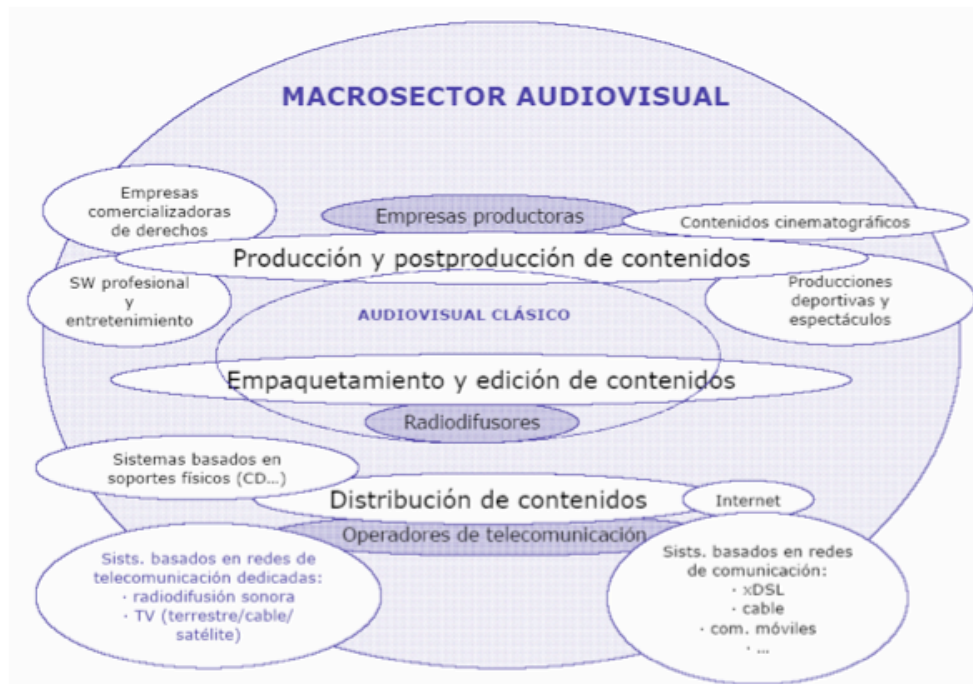 MACROSECTOR AUDIOVISUAL
Empresas
comercializadoras
de derechos
Empresas productoras
Contenidos cinematográficos
Producción y postproducción de contenidos
SW profesional
y
entretenimiento
Producciones
deportivas y
espectáculos
AUDIOVISUAL CLÁSICO
Empaquetamiento y edición de contenidos
Radiodifusores
Sistemas basados en
soportes físicos (CD...)
Distribución de contenidos
Internet
Operadores de telecomunicación
Sists. basados en redes de
telecomunicación dedicadas:
· radiodifusión sonora
· TV (terrestre/cable/
satélite)
Sists. basados en redes
de comunicación:
· xDSL
· cable
· com. móviles
· ...